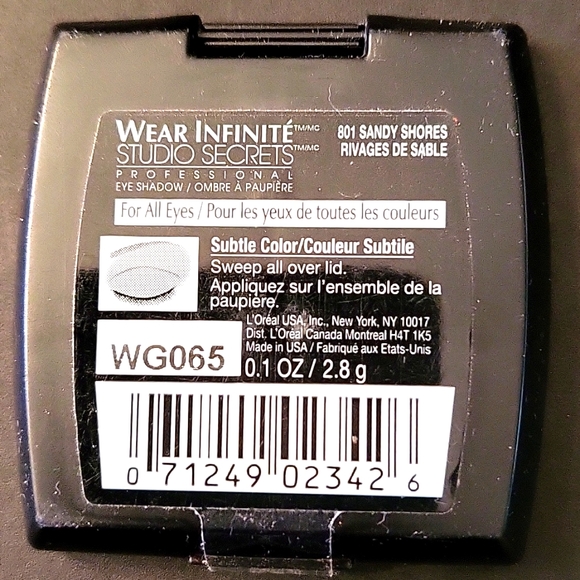 WEAR INFINITÉ™/MC
STUDIO SECRETS™/MC
PROFESSIONAL
EYE SHADOW / OMBRE À PAUPIÈRE
801 SANDY SHORES
RIVAGES DE SABLE
For All Eyes / Pour les yeux de toutes les couleurs
Subtle Color/Couleur Subtile
Sweep all over lid.
Appliquez sur l'ensemble de la
paupière.
L'Oréal USA, Inc., New York, NY 10017
Dist. L'Oréal Canada Montreal H4T 1K5
Made in USA / Fabriqué aux Etats-Unis
WG065
0.1 OZ / 2.8 g
0 71249 02342 6